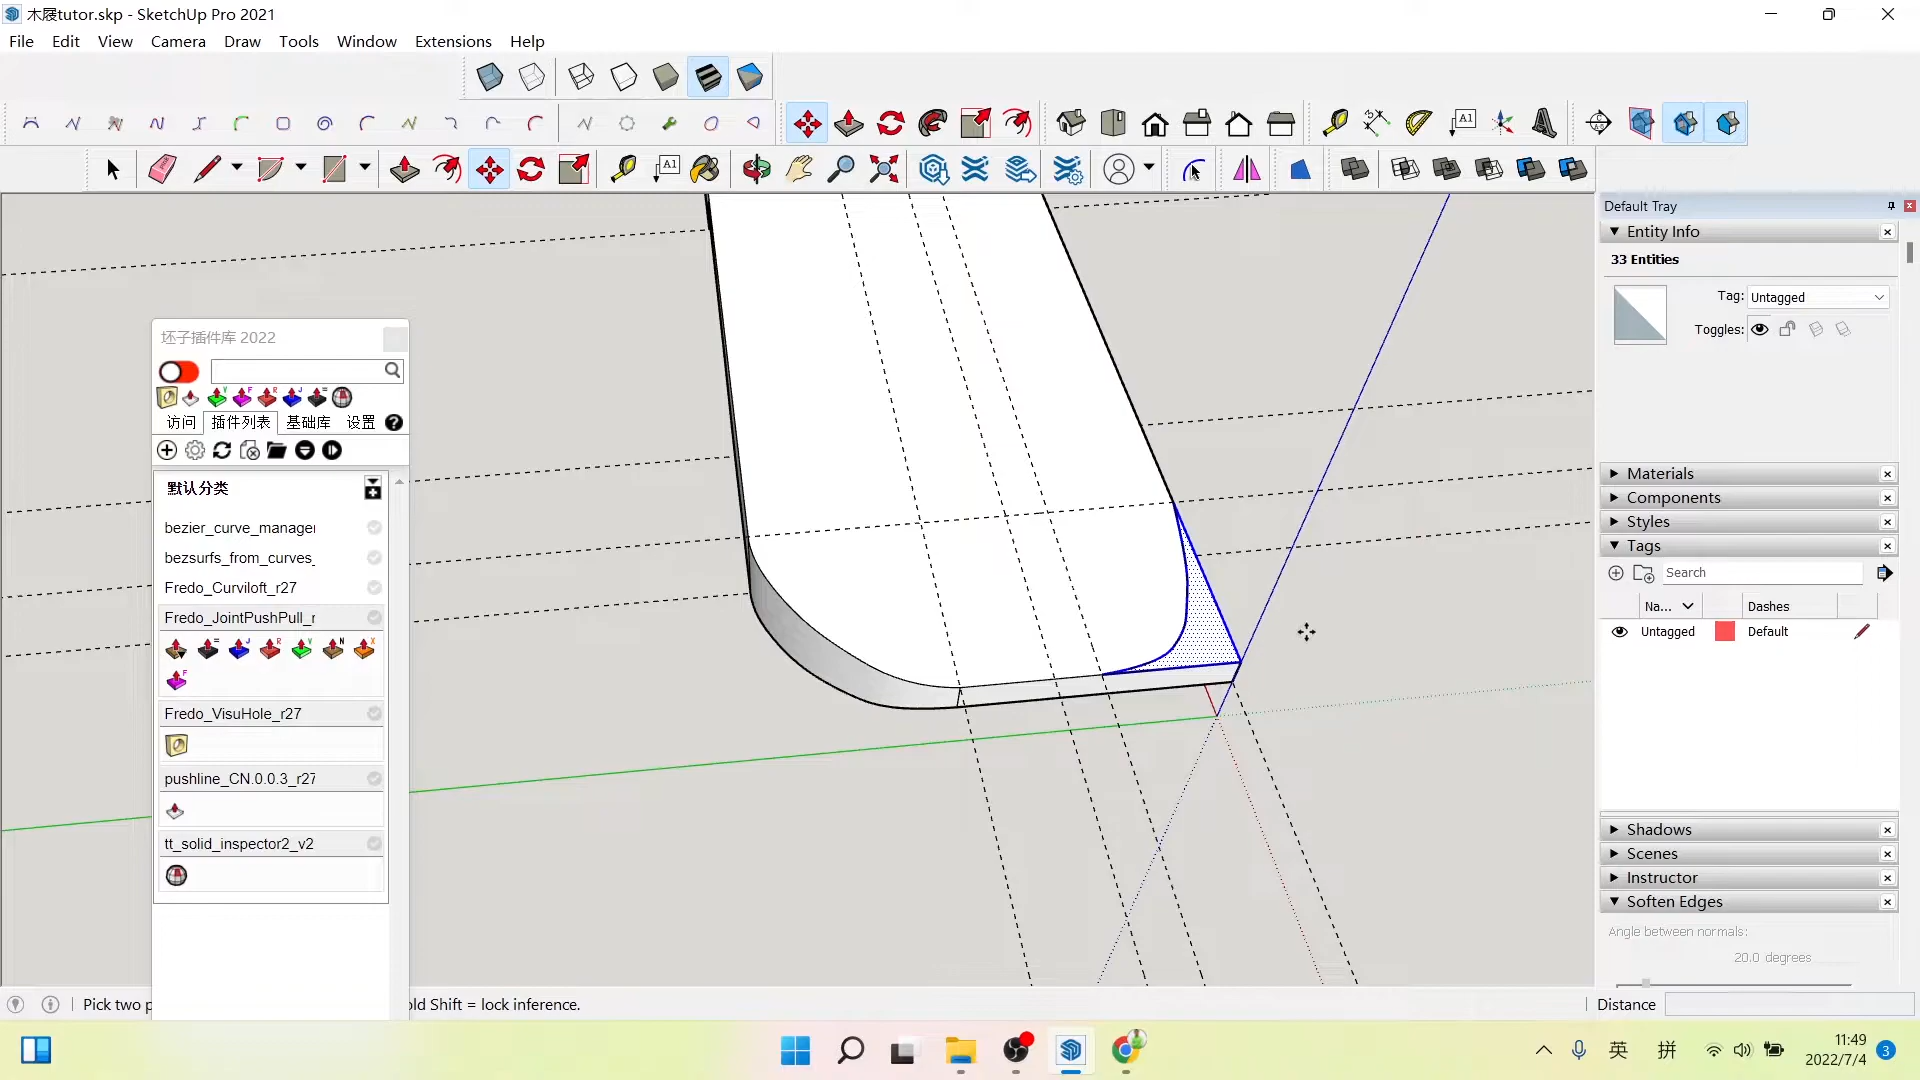 木屐tutor.skp - SketchUp Pro 2021
File Edit View Camera Draw Tools Window Extensions Help
A1
A1
Default Tray
Entity Info
33 Entities
Tag: Untagged
Toggles:
坯子插件库 2022
访问 插件列表 基础库 设置
默认分类
bezier_curve_manager
bezsurfs_from_curves_
Fredo_Curviloft_r27
Fredo_JointPushPull_r
Fredo_VisuHole_r27
pushline_CN.0.0.3_r27
tt_solid_inspector2_v2
Materials
Components
Styles
Tags
Search
Na... Dashes
Untagged Default
Shadows
Scenes
Instructor
Soften Edges
Angle between normals:
20.0 degrees
Pick two p
old Shift = lock inference.
Distance
英 拼
11:49
2022/7/4
3